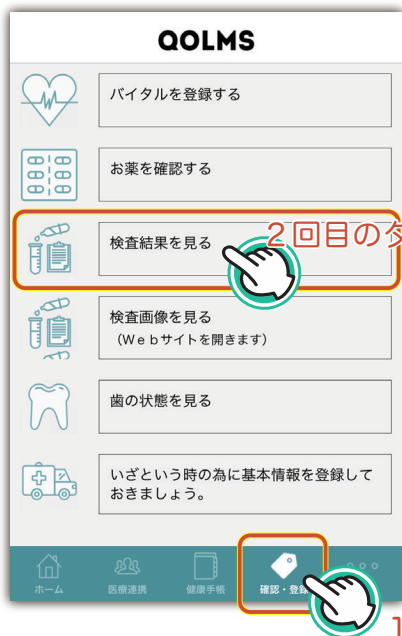 QOLMS
バイタルを登録する
お薬を確認する
検査結果を見る
2回目の
検査画像を見る
(Webサイトを開きます)
歯の状態を見る
いざという時の為に基本情報を登録して
おきましょう。
ホーム
医療連携
健康手帳
確認・登録
1